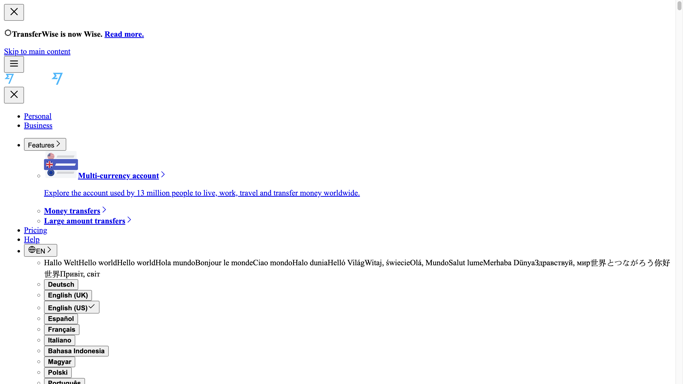 TransferWise is now Wise. Read more.
Skip to main content
Personal
Business
Features
Multi-currency account
Explore the account used by 13 million people to live, work, travel and transfer money worldwide.
Money transfers
Large amount transfers
Pricing
Help
EN
Hallo WeltHello worldHello worldHola mundoBonjour le mondeCiao mondoHalo duniaHelló VilágWitaj, świecieOlá, MundoSalut lumeMerhaba DünyaЗдравствуй, мир世界とつながろう你好
世界Привіт, світ
Deutsch
English (UK)
English (US)
Español
Français
Italiano
Bahasa Indonesia
Magyar
Polski
Português